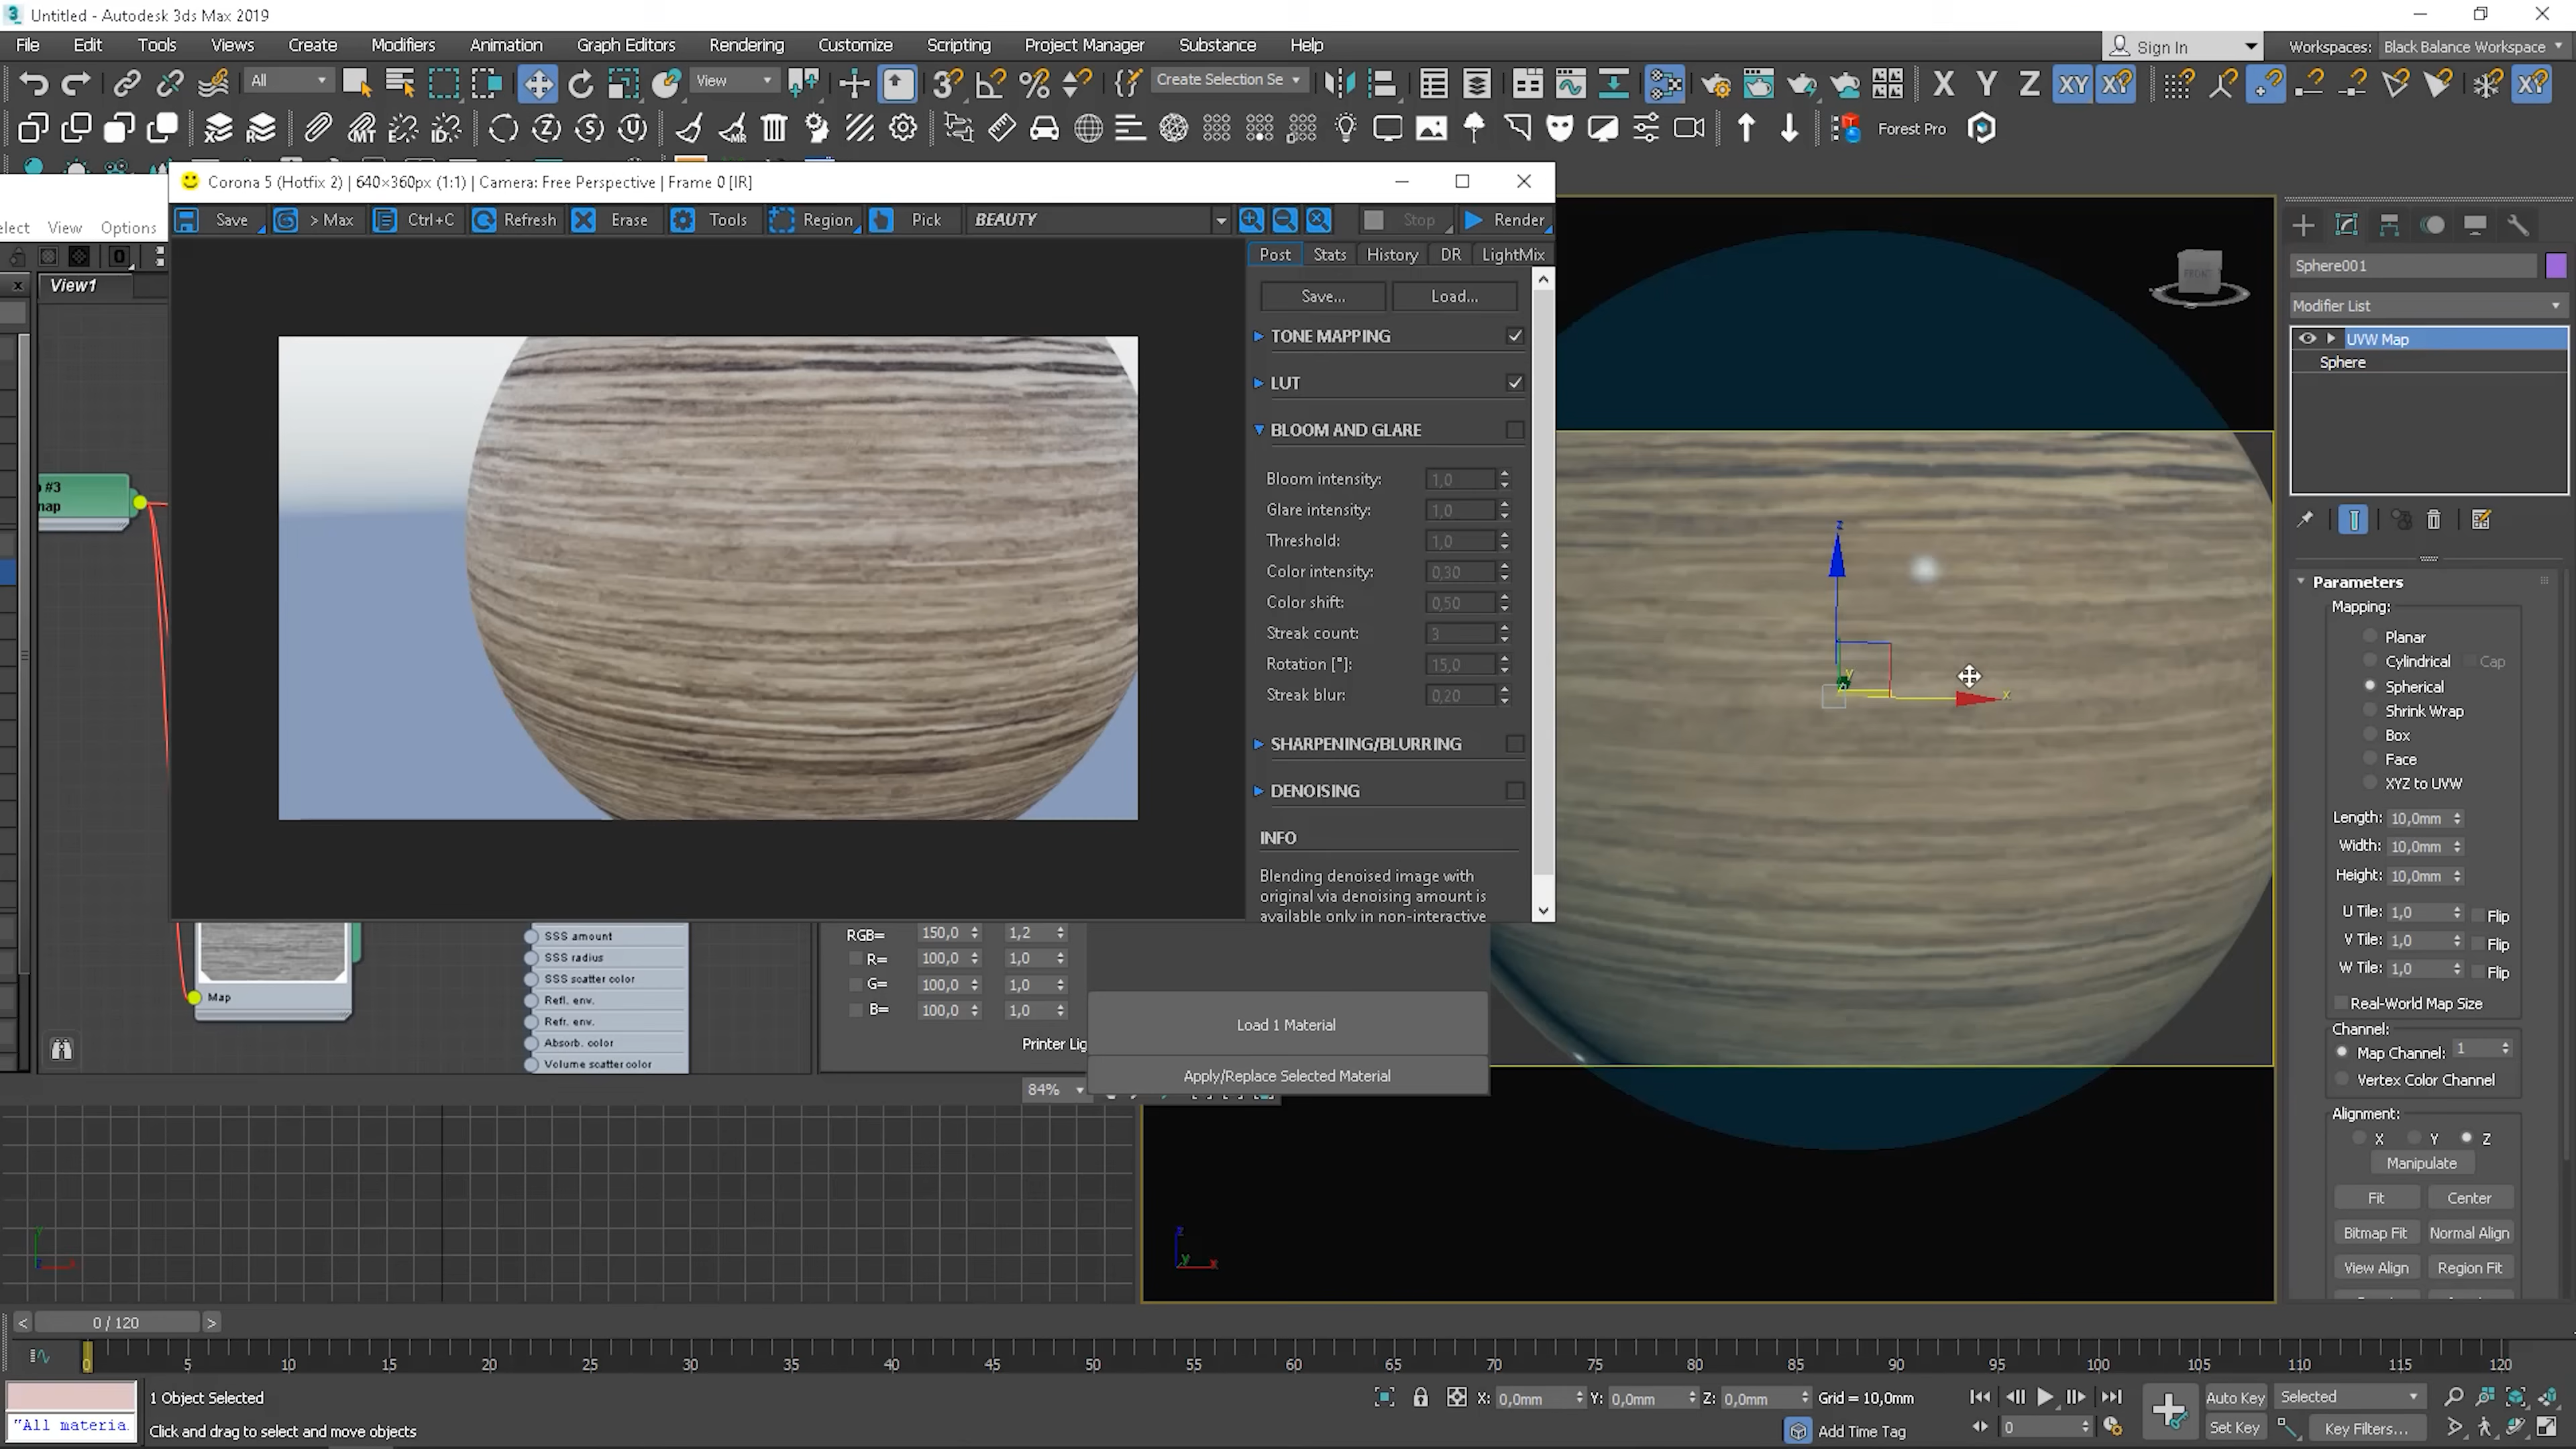 Untitled - Autodesk 3ds Max 2019
File Edit Tools Views Create Modifiers Animation Graph Editors Rendering Customize Scripting Project Manager Substance Help
Sign In Workspaces: Black Balance Workspace
All View Create Selection Se X Y Z XY
Forest Pro
Corona 5 (Hotfix 2) | 640×360px (1:1) | Camera: Free Perspective | Frame 0 [IR]
Save > Max Ctrl+C Refresh Erase Tools Region Pick BEAUTY Stop Render
elect View Options
View1
#3
nap
Post Stats History DR LightMix
Save... Load...
TONE MAPPING
LUT
BLOOM AND GLARE
Bloom intensity: 1,0
Glare intensity: 1,0
Threshold: 1,0
Color intensity: 0,30
Color shift: 0,50
Streak count: 3
Rotation [°]: 15,0
Streak blur: 0,20
SHARPENING/BLURRING
DENOISING
INFO
Blending denoised image with
original via denoising amount is
available only in non-interactive
FRONT
z
y
x
Sphere001
Modifier List
UVW Map
Sphere
Parameters
Mapping:
Planar
Cylindrical Cap
Spherical
Shrink Wrap
Box
Face
XYZ to UVW
Length: 10,0mm
Width: 10,0mm
Height: 10,0mm
U Tile: 1,0 Flip
V Tile: 1,0 Flip
W Tile: 1,0 Flip
Real-World Map Size
Channel:
Map Channel: 1
Vertex Color Channel
Alignment:
X Y Z
Manipulate
Fit Center
Bitmap Fit Normal Align
View Align Region Fit
Map
SSS amount
SSS radius
SSS scatter color
Refl. env.
Refr. env.
Absorb. color
Volume scatter color
RGB= 150,0 1,2
R= 100,0 1,0
G= 100,0 1,0
B= 100,0 1,0
Printer Lig
Load 1 Material
Apply/Replace Selected Material
84%
y
z
y
x
< 0 / 120 >
0 5 10 15 20 25 30 35 40 45 50 55 60 65 70 75 80 85 90 95 100 105 110 115 120
1 Object Selected
X: 0,0mm Y: 0,0mm Z: 0,0mm Grid = 10,0mm
Auto Key Selected
"All materia
Click and drag to select and move objects
Add Time Tag
0
Set Key Key Filters...